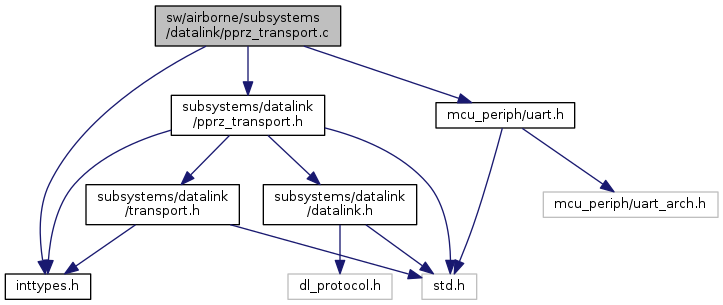 sw/airborne/subsystems
/datalink/pprz_transport.c
subsystems/datalink
/pprz_transport.h
mcu_periph/uart.h
subsystems/datalink
/transport.h
subsystems/datalink
/datalink.h
mcu_periph/uart_arch.h
inttypes.h
dl_protocol.h
std.h